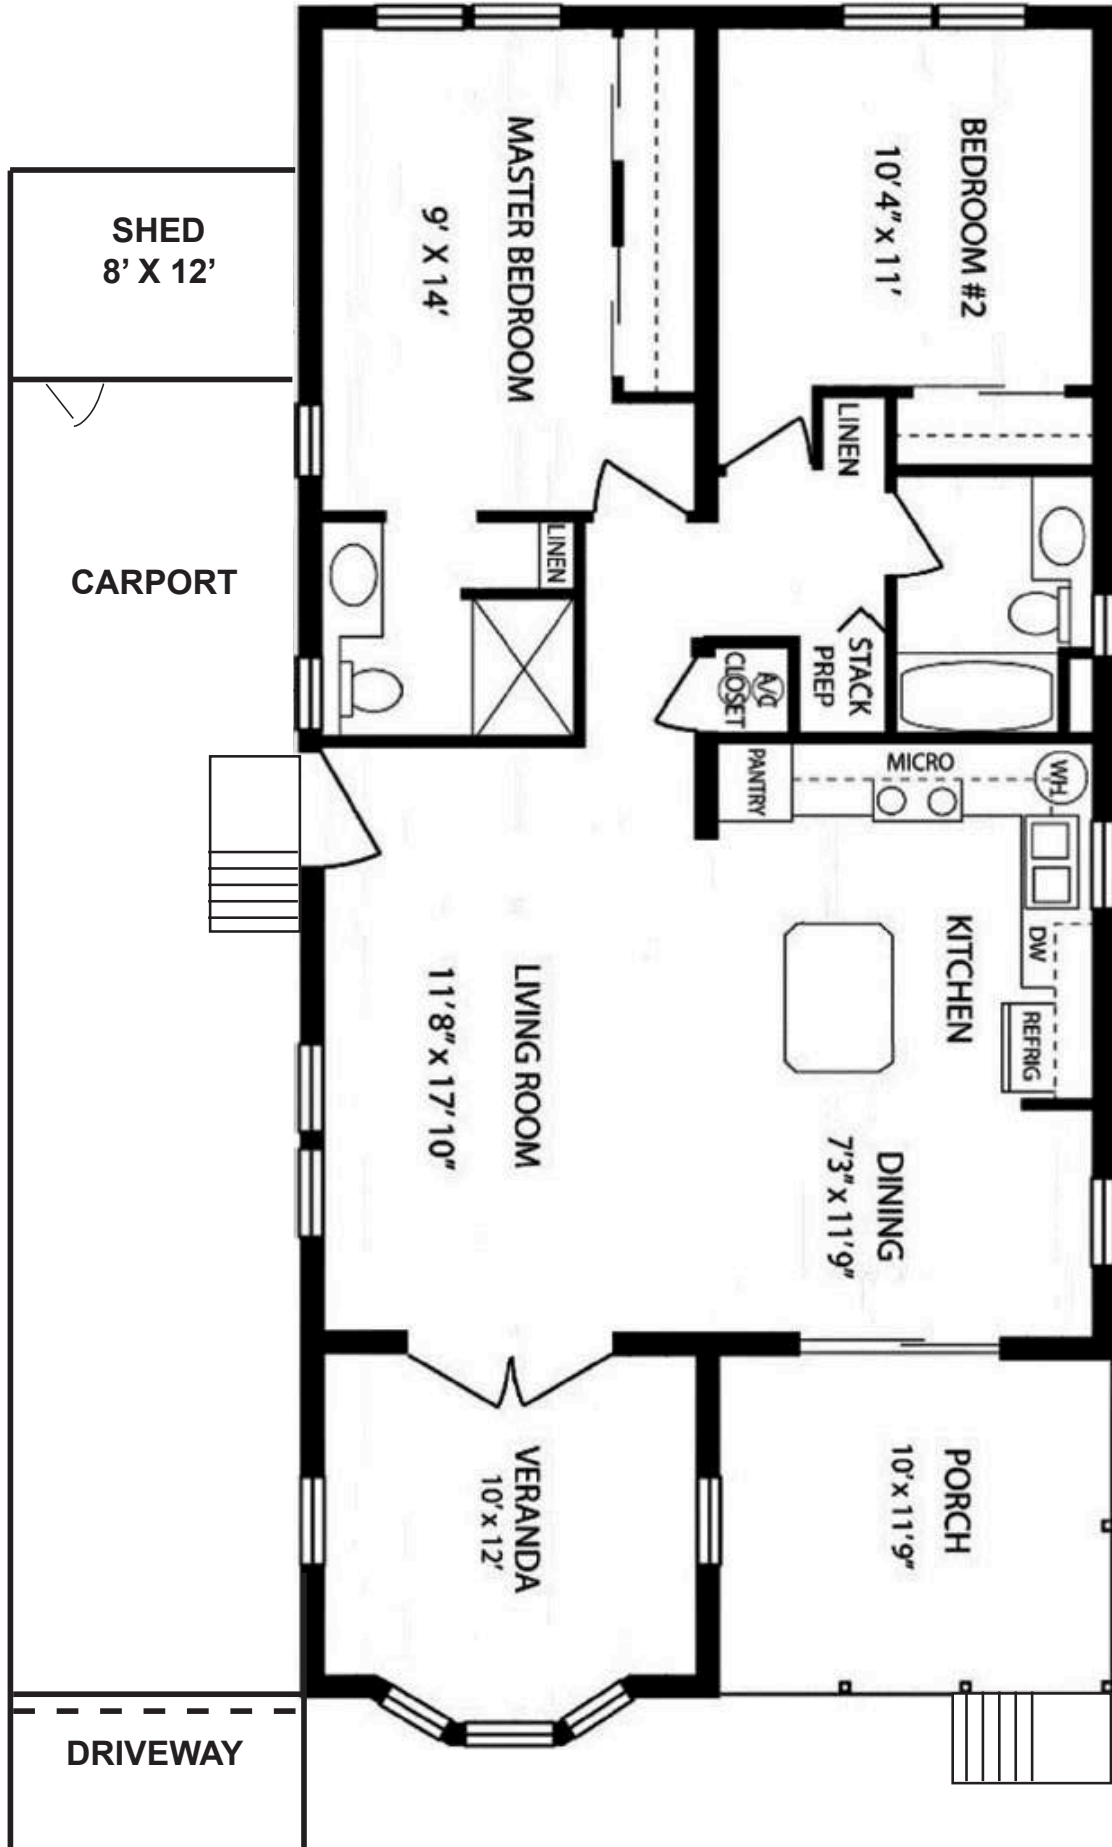 MASTER BEDROOM
9' X 14'
BEDROOM #2
10'4" x 11'
SHED
8’ X 12’
LINEN
CARPORT
LINEN
STACK
PREP
A/C
CLOSET
PANTRY
MICRO
WH
KITCHEN
DW
REFRIG
LIVING ROOM
11'8" x 17'10"
DINING
7'3" x 11'9"
VERANDA
10' x 12'
PORCH
10' x 11'9"
DRIVEWAY